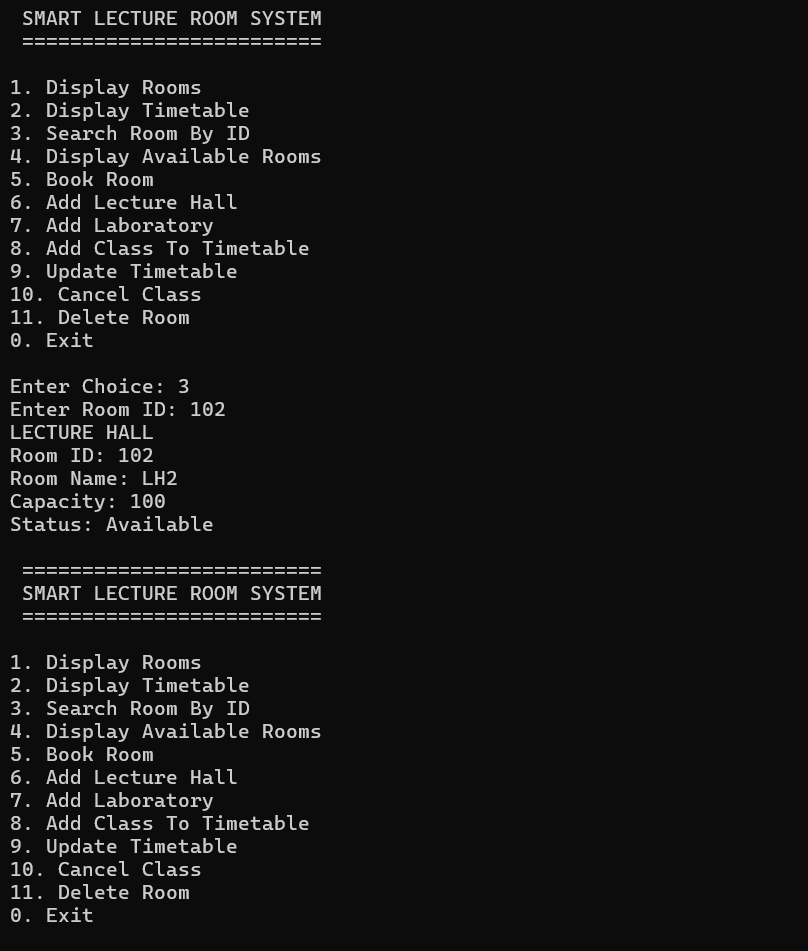 SMART LECTURE ROOM SYSTEM
=========================
1. Display Rooms
2. Display Timetable
3. Search Room By ID
4. Display Available Rooms
5. Book Room
6. Add Lecture Hall
7. Add Laboratory
8. Add Class To Timetable
9. Update Timetable
10. Cancel Class
11. Delete Room
0. Exit
Enter Choice: 3
Enter Room ID: 102
LECTURE HALL
Room ID: 102
Room Name: LH2
Capacity: 100
Status: Available
=========================
SMART LECTURE ROOM SYSTEM
=========================
1. Display Rooms
2. Display Timetable
3. Search Room By ID
4. Display Available Rooms
5. Book Room
6. Add Lecture Hall
7. Add Laboratory
8. Add Class To Timetable
9. Update Timetable
10. Cancel Class
11. Delete Room
0. Exit